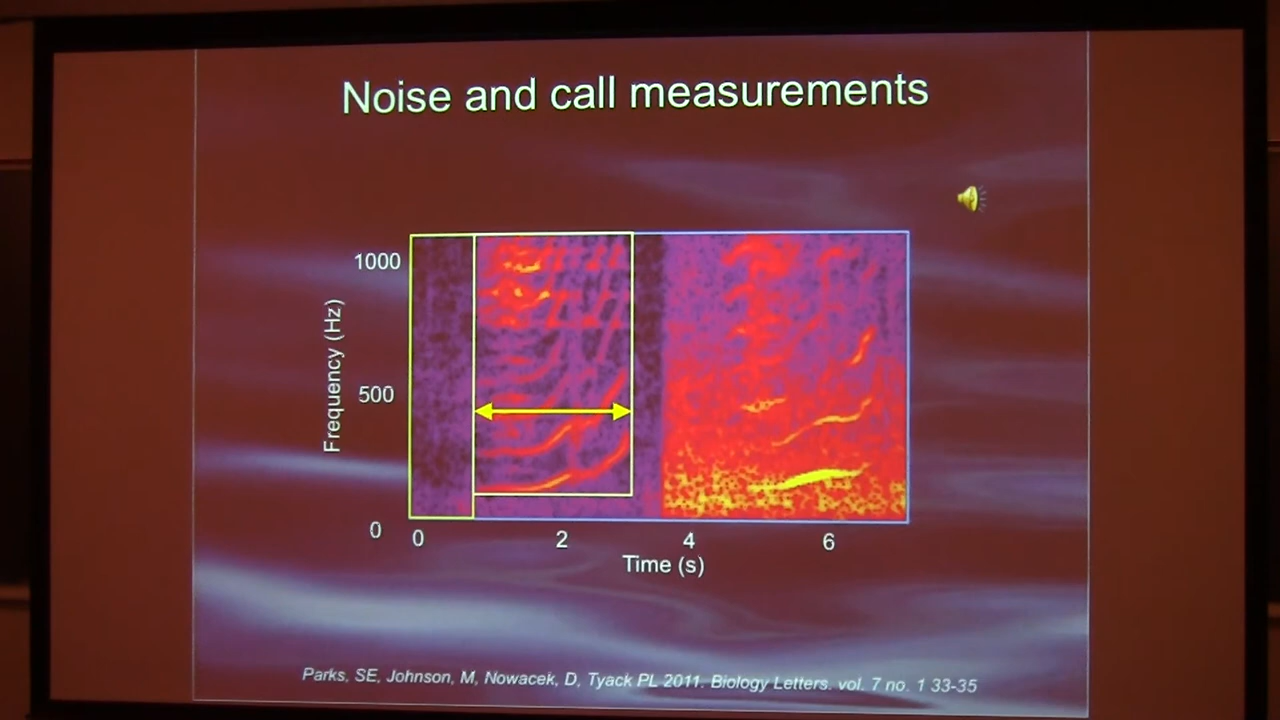 Noise and call measurements
1000
500
0
Frequency (Hz)
0 2 4 6
Time (s)
Parks, SE, Johnson, M, Nowacek, D, Tyack PL 2011. Biology Letters. vol. 7 no. 1 33-35